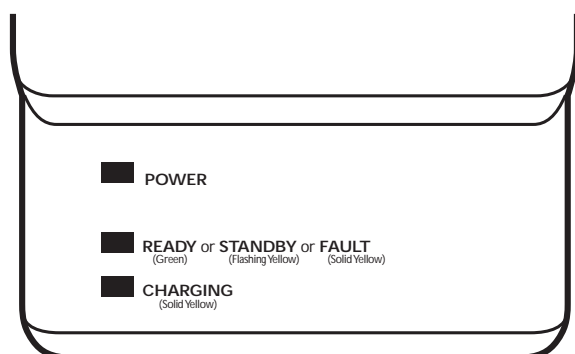 POWER
READY or STANDBY or FAULT
(Green) (Flashing Yellow) (Solid Yellow)
CHARGING
(Solid Yellow)